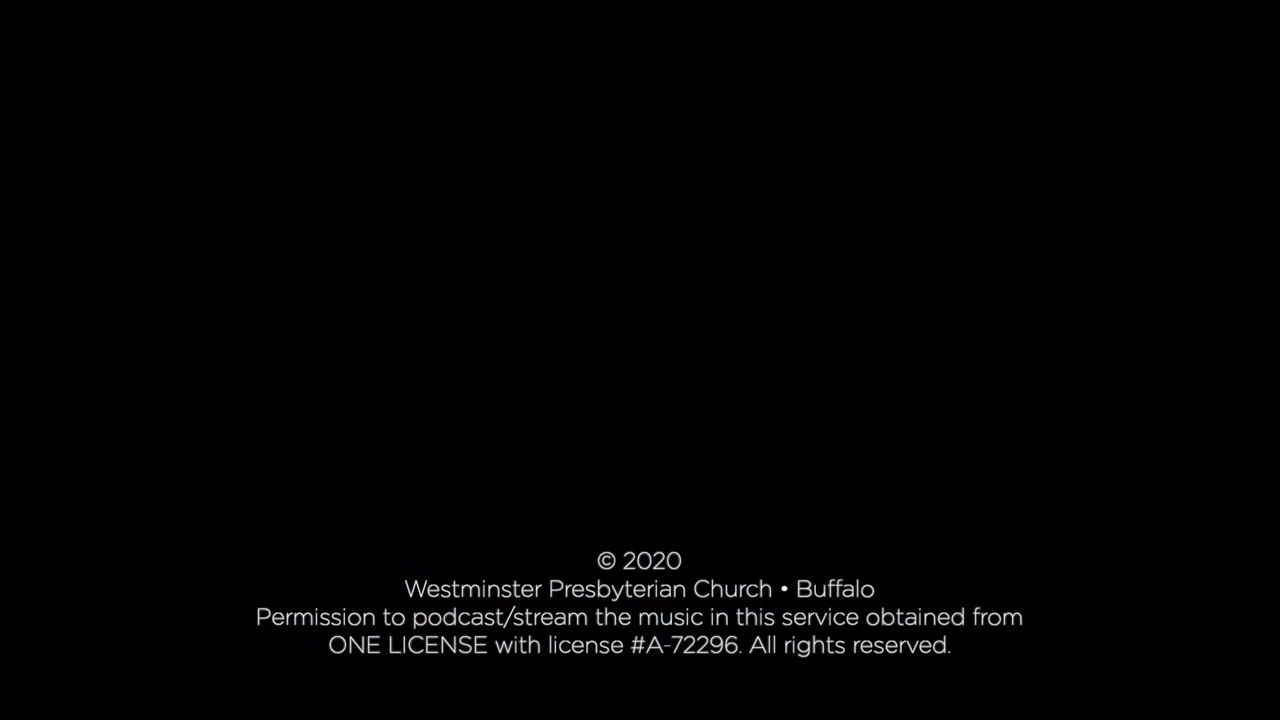 © 2020
Westminster Presbyterian Church • Buffalo
Permission to podcast/stream the music in this service obtained from
ONE LICENSE with license #A-72296. All rights reserved.